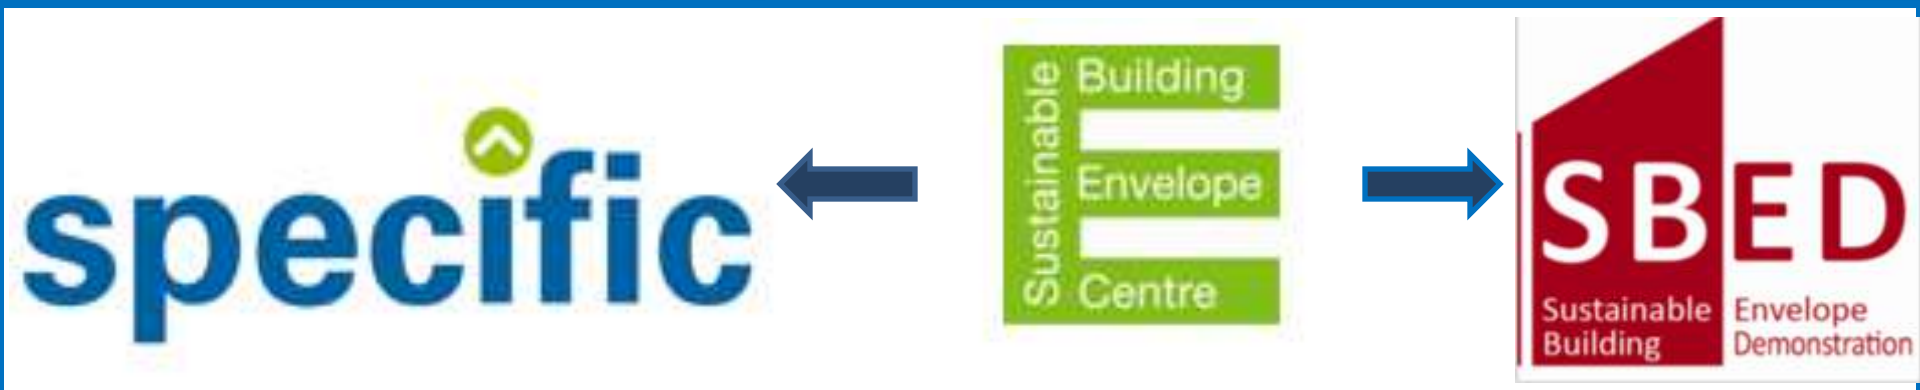 specific
Sustainable
Building
Envelope
Centre
SBED
Sustainable Envelope
Building Demonstration